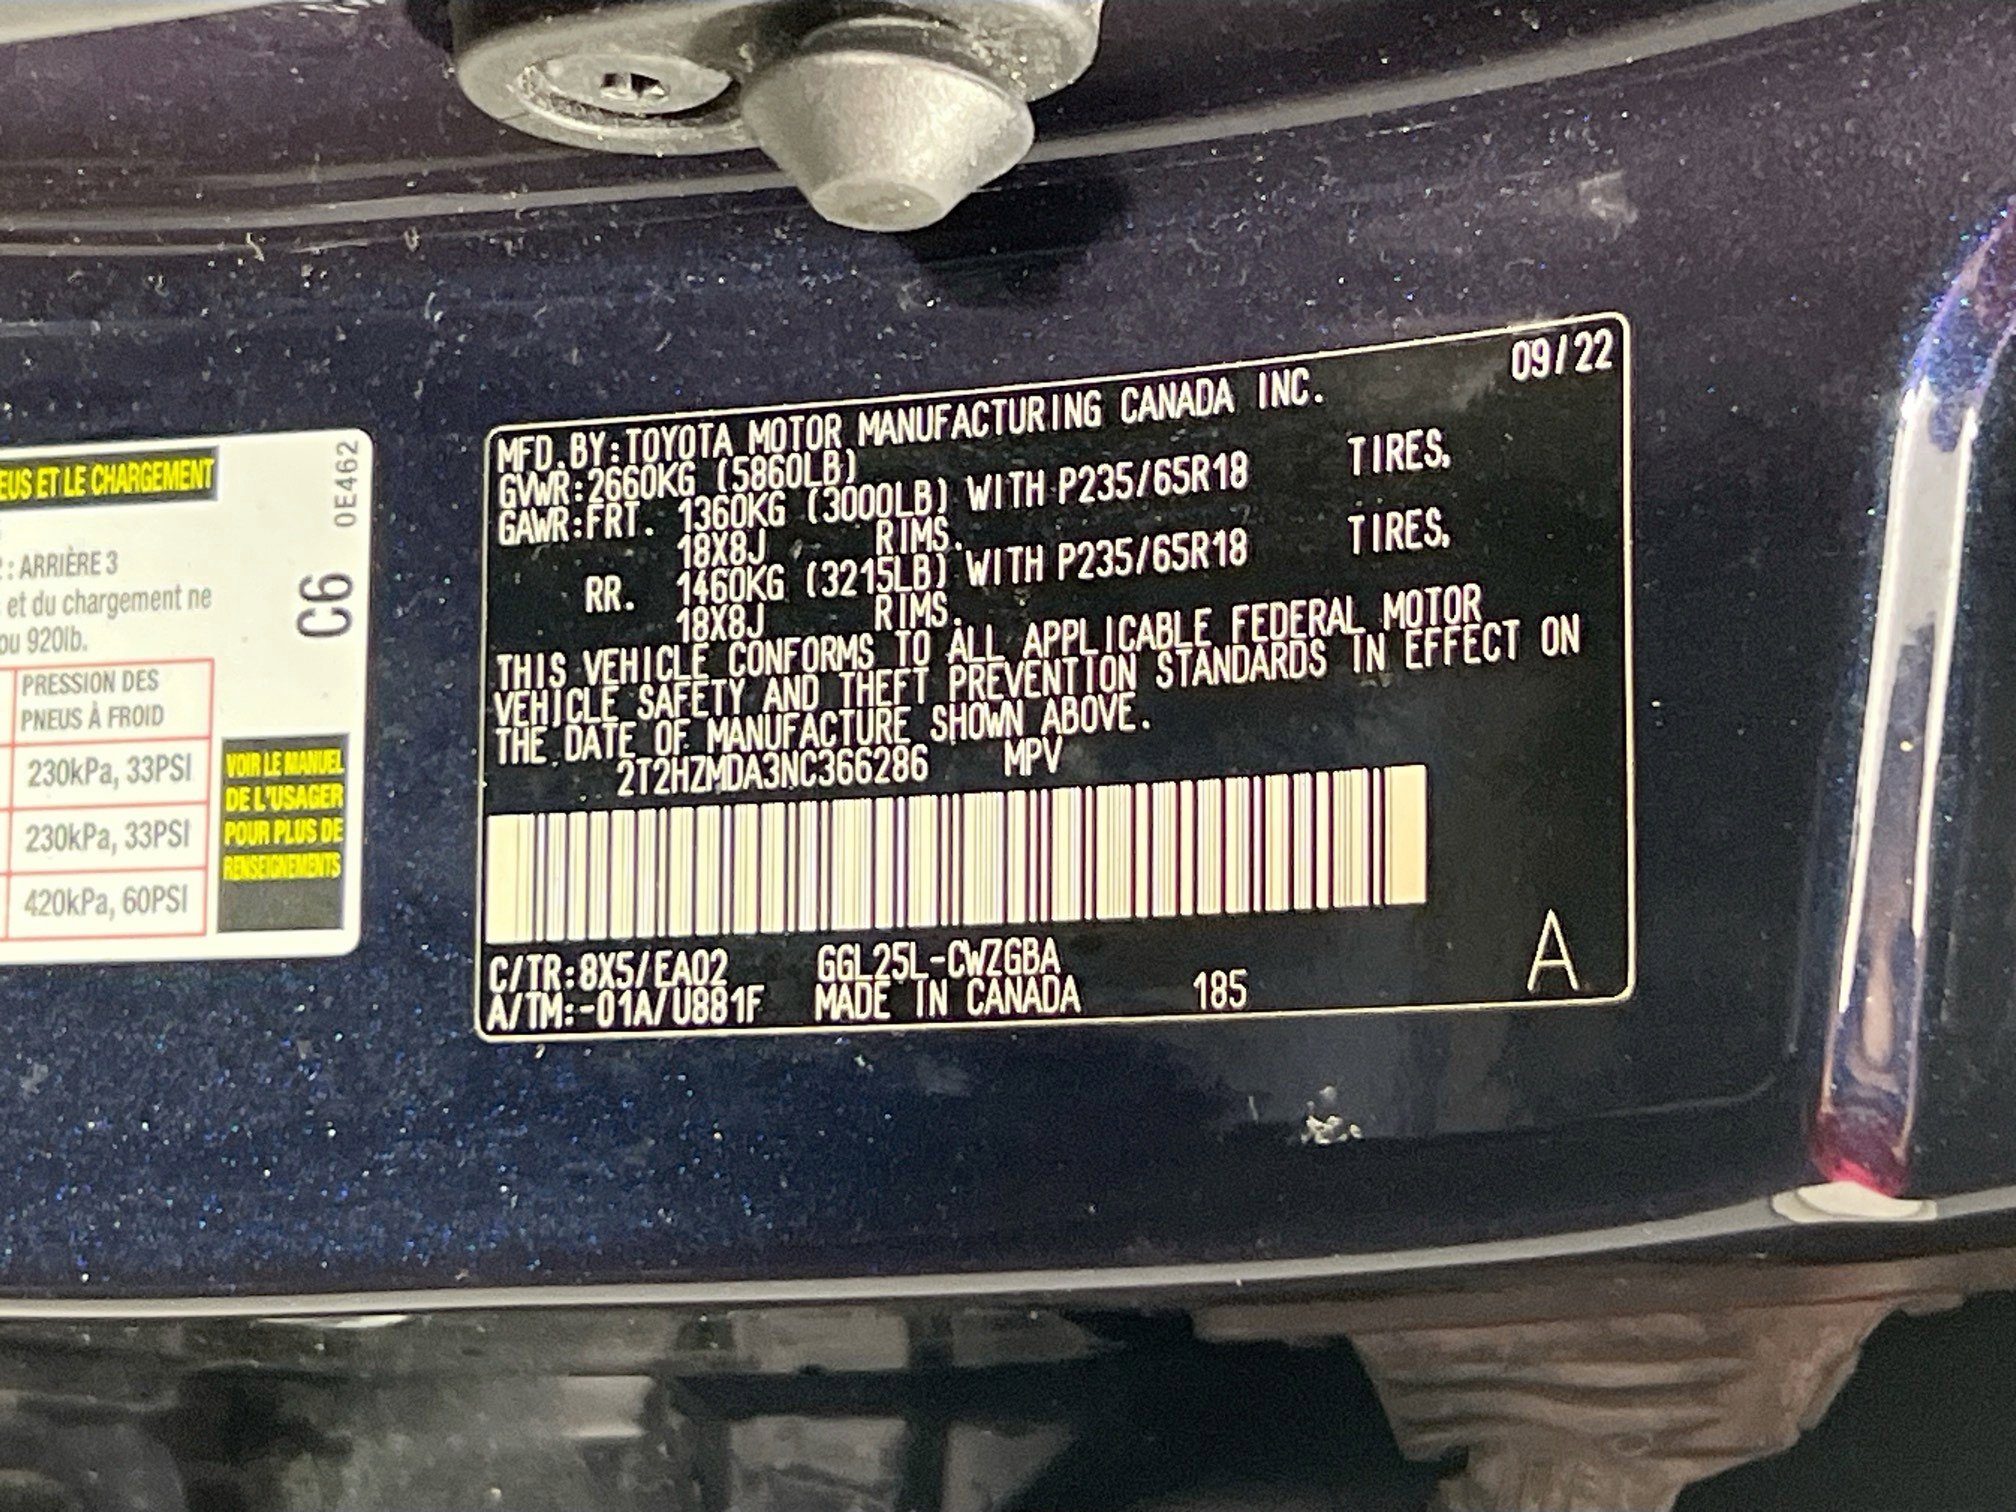 EUS ET LE CHARGEMENT
0E462
: ARRIÈRE 3
et du chargement ne
ou 920lb.
C6
PRESSION DES
PNEUS À FROID
230kPa, 33PSI
230kPa, 33PSI
420kPa, 60PSI
VOIR LE MANUEL
DE L'USAGER
POUR PLUS DE
RENSEIGNEMENTS
09/22
MFD.BY:TOYOTA MOTOR MANUFACTURING CANADA INC.
GVWR:2660KG (5860LB)
GAWR:FRT. 1360KG (3000LB) WITH P235/65R18 TIRES,
18X8J RIMS.
RR. 1460KG (3215LB) WITH P235/65R18 TIRES,
18X8J RIMS.
THIS VEHICLE CONFORMS TO ALL APPLICABLE FEDERAL MOTOR
VEHICLE SAFETY AND THEFT PREVENTION STANDARDS IN EFFECT ON
THE DATE OF MANUFACTURE SHOWN ABOVE.
2T2HZMDA3NC366286 MPV
C/TR:8X5/EA02 GGL25L-CWZGBA
A/TM:-01A/U881F MADE IN CANADA 185
A